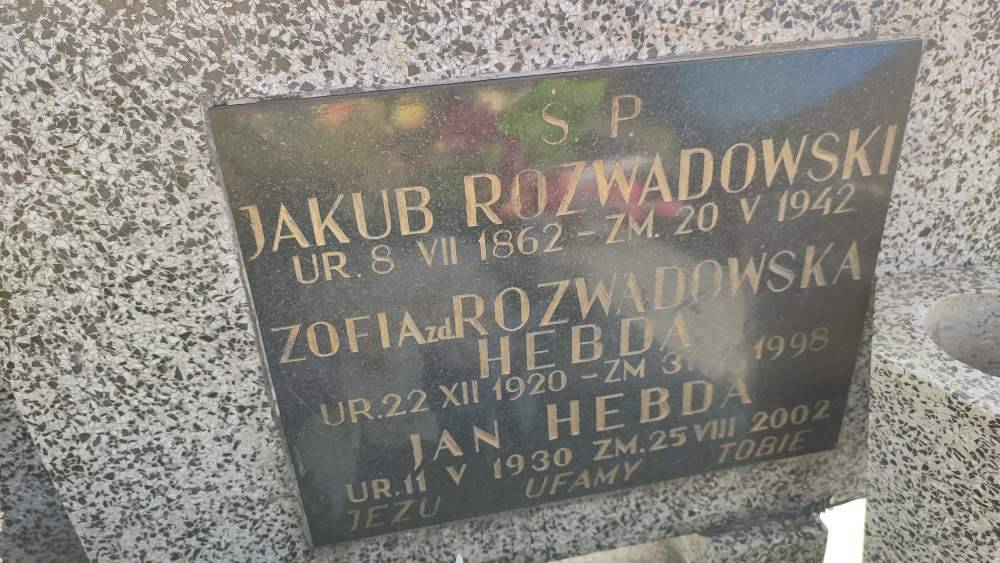 Ś. P.
JAKUB ROZWADOWSKI
UR. 8 VII 1862 – ZM. 20 V 1942
ZOFIA zd ROZWADOWSKA
HEBDA
UR. 22 XII 1920 – ZM 31 1998
JAN HEBDA
UR. 11 V 1930 ZM. 25 VIII 2002
JEZU UFAMY TOBIE